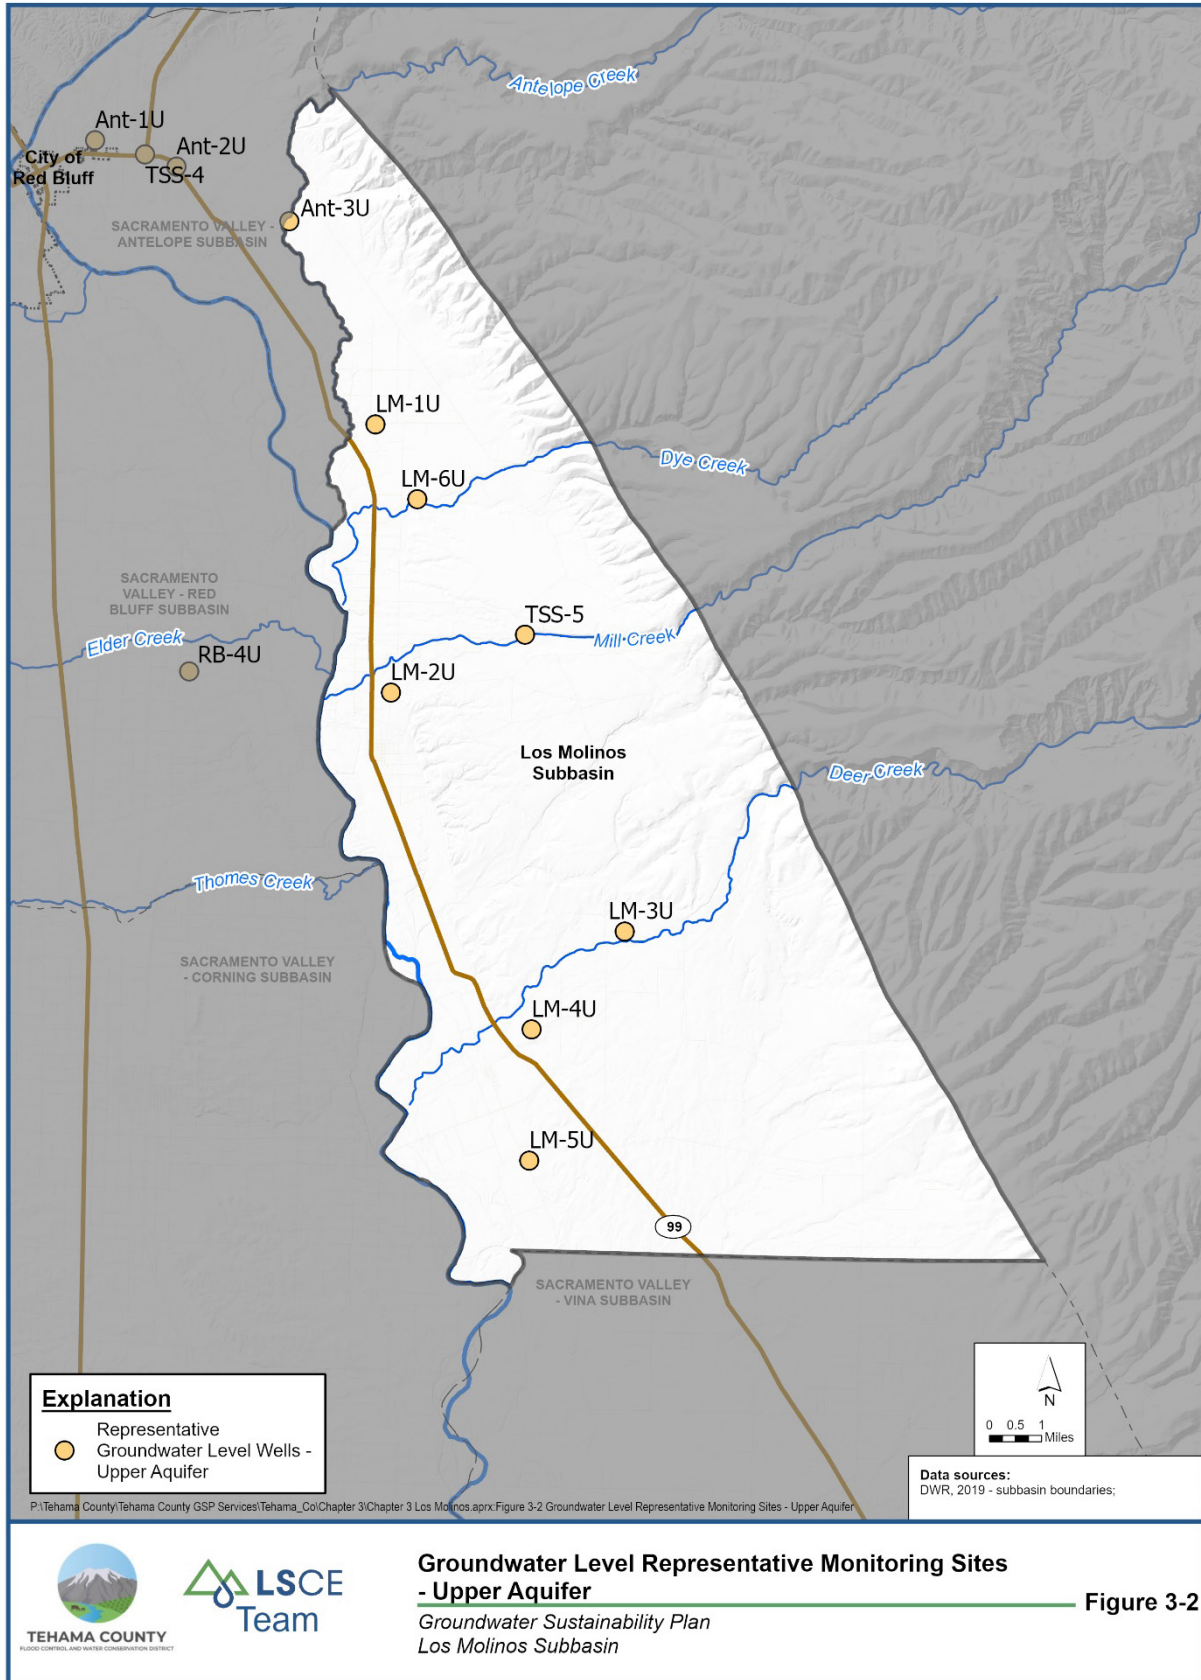 Antelope Creek
Ant-1U
Ant-2U
City of
Red Bluff
TSS-4
Ant-3U
SACRAMENTO VALLEY -
ANTELOPE SUBBASIN
LM-1U
Dye Creek
LM-6U
SACRAMENTO
VALLEY - RED
BLUFF SUBBASIN
TSS-5
Elder Creek
Mill Creek
RB-4U
LM-2U
Los Molinos
Subbasin
Deer Creek
Thomes Creek
LM-3U
SACRAMENTO VALLEY
- CORNING SUBBASIN
LM-4U
LM-5U
99
SACRAMENTO VALLEY
- VINA SUBBASIN
Explanation
Representative
Groundwater Level Wells -
Upper Aquifer
N
0 0.5 1
Miles
Data sources:
DWR, 2019 - subbasin boundaries;
P:\Tehama County\Tehama County GSP Services\Tehama_Co\Chapter 3\Chapter 3 Los Molinos.aprx:Figure 3-2 Groundwater Level Representative Monitoring Sites - Upper Aquifer
TEHAMA COUNTY
FLOOD CONTROL AND WATER CONSERVATION DISTRICT
LSCE
Team
Groundwater Level Representative Monitoring Sites
- Upper Aquifer
Figure 3-2
Groundwater Sustainability Plan
Los Molinos Subbasin